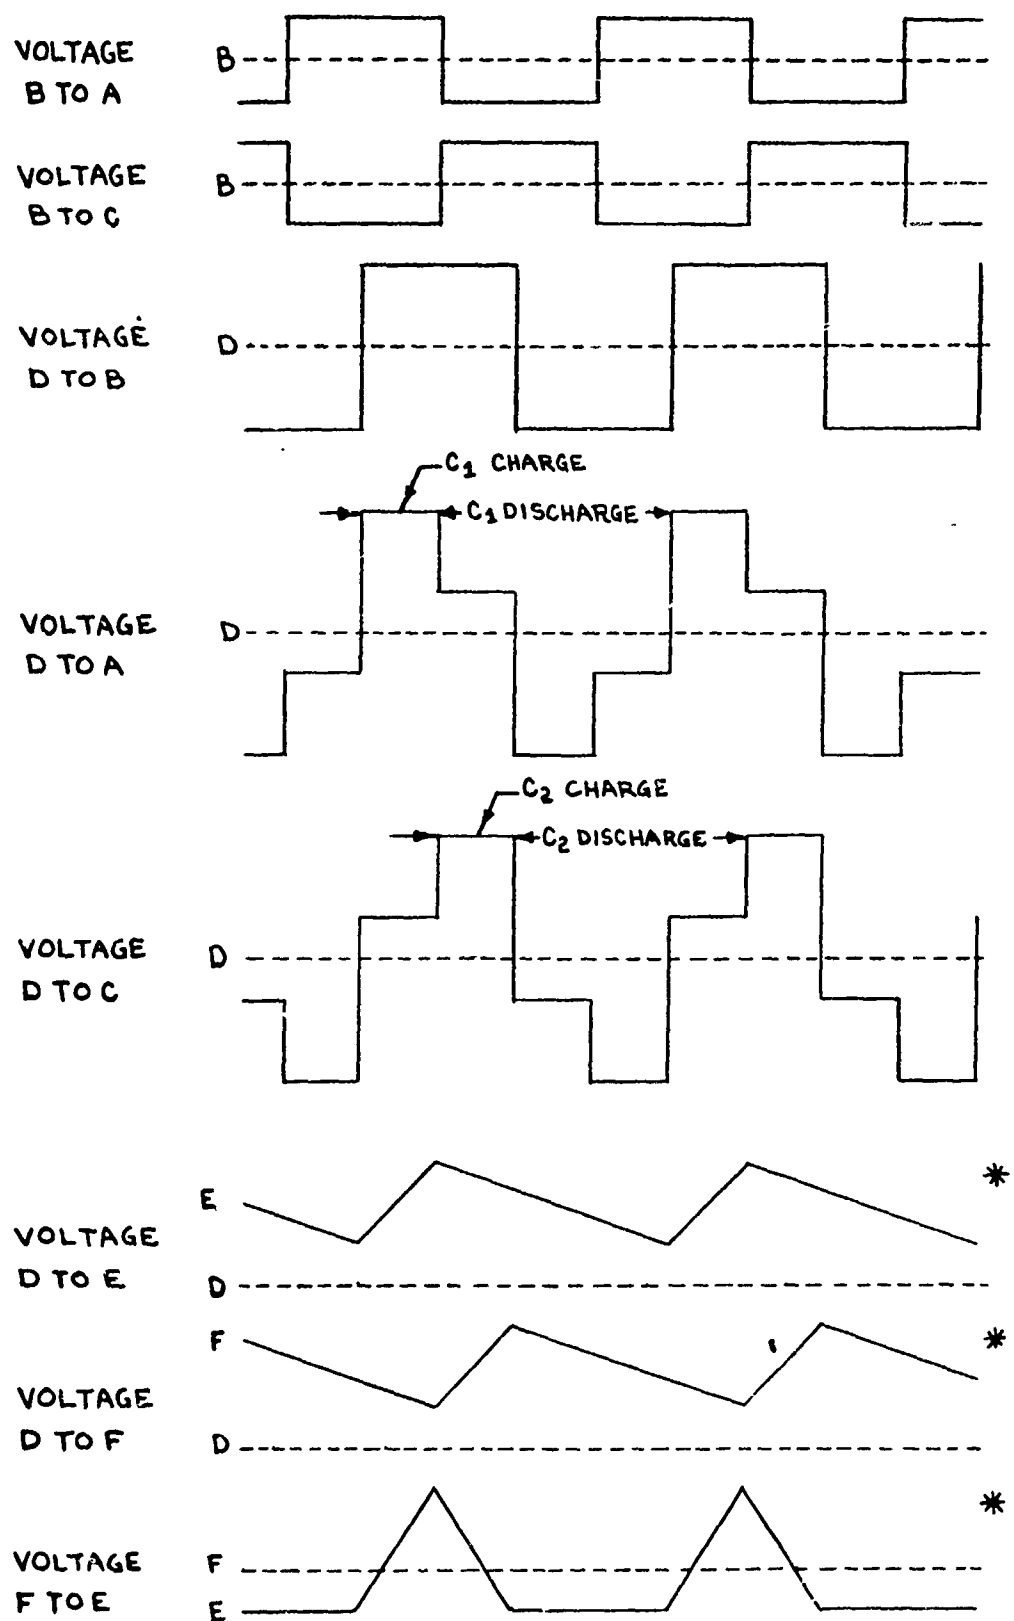 VOLTAGE
B TO A
B
VOLTAGE
B TO C
B
VOLTAGE
D TO B
D
C1 CHARGE
C1 DISCHARGE
VOLTAGE
D TO A
D
C2 CHARGE
C2 DISCHARGE
VOLTAGE
D TO C
D
E
*
VOLTAGE
D TO E
D
F
*
VOLTAGE
D TO F
D
*
VOLTAGE
F TO E
F
E